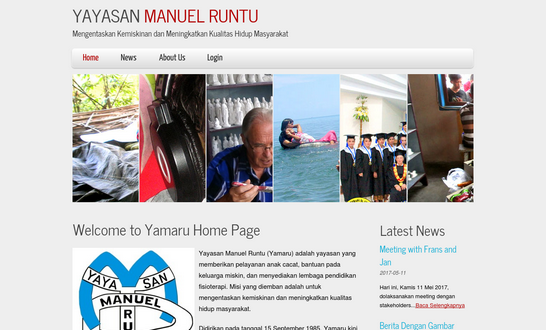 YAYASAN MANUEL RUNTU
Mengentaskan Kemiskinan dan Meningkatkan Kualitas Hidup Masyarakat
Home News About Us Login
Welcome to Yamaru Home Page
YAYASAN
MANUEL
RU
Yayasan Manuel Runtu (Yamaru) adalah yayasan yang
memberikan pelayanan anak cacat, bantuan pada
keluarga miskin, dan menyediakan lembaga pendidikan
fisioterapi. Misi yang diemban adalah untuk
mengentaskan kemiskinan dan meningkatkan kualitas
hidup masyarakat.
Didirikan pada tanggal 15 September 1985, Yamaru kini
Latest News
Meeting with Frans and
Jan
2017-05-11
Hari ini, Kamis 11 Mei 2017,
dolaksanakan meeting dengan
stakeholders...Baca Selengkapnya
Berita Dengan Gambar